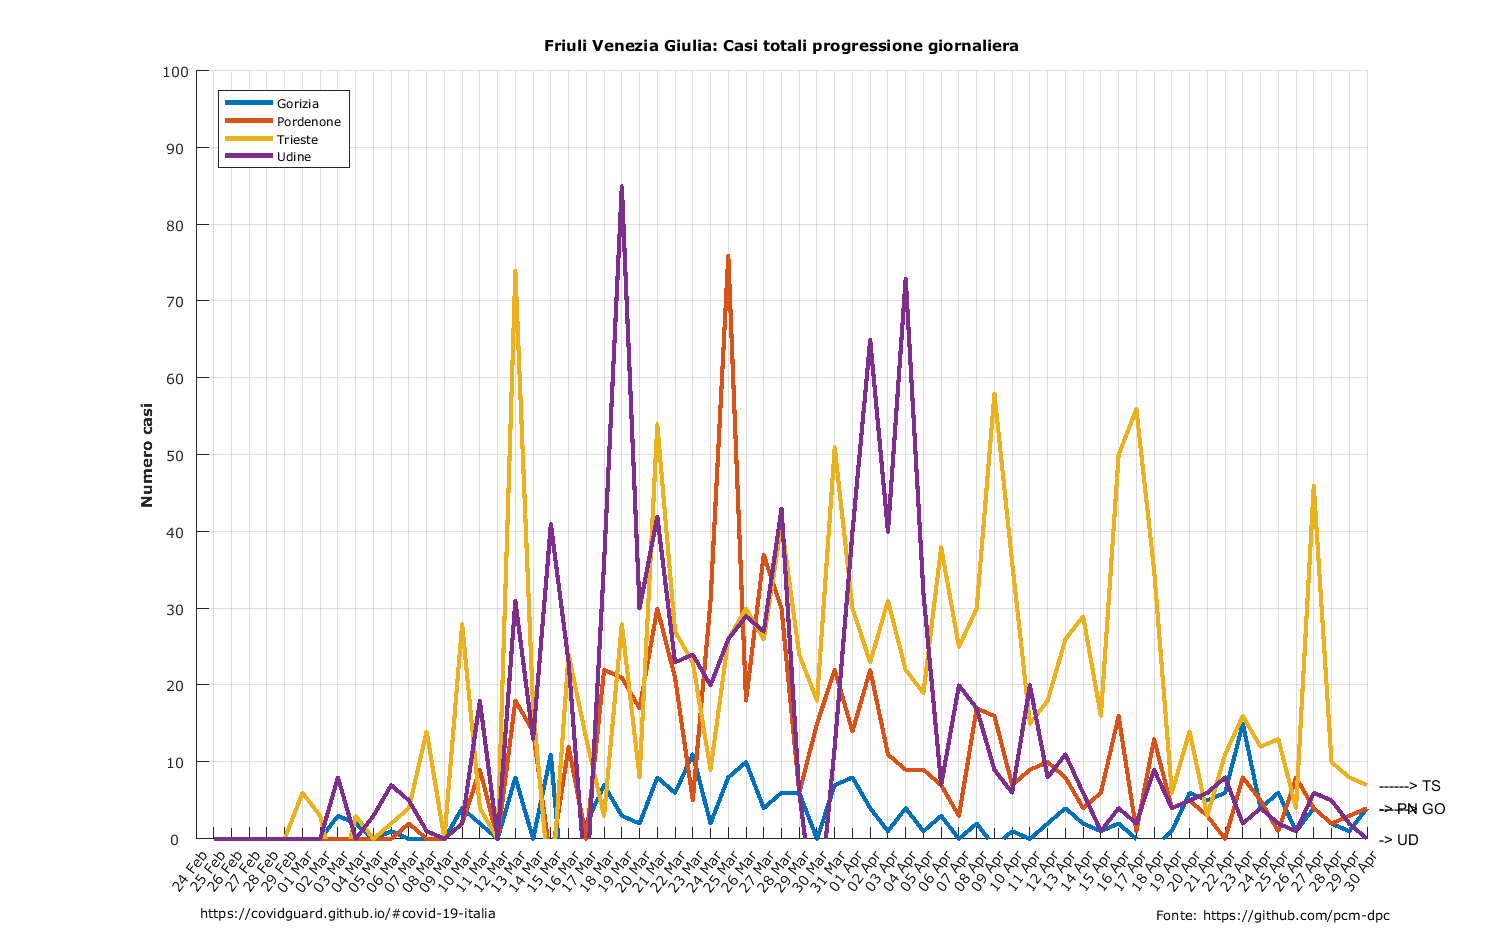 Friuli Venezia Giulia: Casi totali progressione giornaliera
100
90
80
70
60
50
40
30
20
10
0
Numero casi
Gorizia
Pordenone
Trieste
Udine
------> TS
--> PN
-----> GO
-> UD
24 Feb
25 Feb
26 Feb
27 Feb
28 Feb
29 Feb
01 Mar
02 Mar
03 Mar
04 Mar
05 Mar
06 Mar
07 Mar
08 Mar
09 Mar
10 Mar
11 Mar
12 Mar
13 Mar
14 Mar
15 Mar
16 Mar
17 Mar
18 Mar
19 Mar
20 Mar
21 Mar
22 Mar
23 Mar
24 Mar
25 Mar
26 Mar
27 Mar
28 Mar
29 Mar
30 Mar
31 Mar
01 Apr
02 Apr
03 Apr
04 Apr
05 Apr
06 Apr
07 Apr
08 Apr
09 Apr
10 Apr
11 Apr
12 Apr
13 Apr
14 Apr
15 Apr
16 Apr
17 Apr
18 Apr
19 Apr
20 Apr
21 Apr
22 Apr
23 Apr
24 Apr
25 Apr
26 Apr
27 Apr
28 Apr
29 Apr
30 Apr
https://covidguard.github.io/#covid-19-italia
Fonte: https://github.com/pcm-dpc